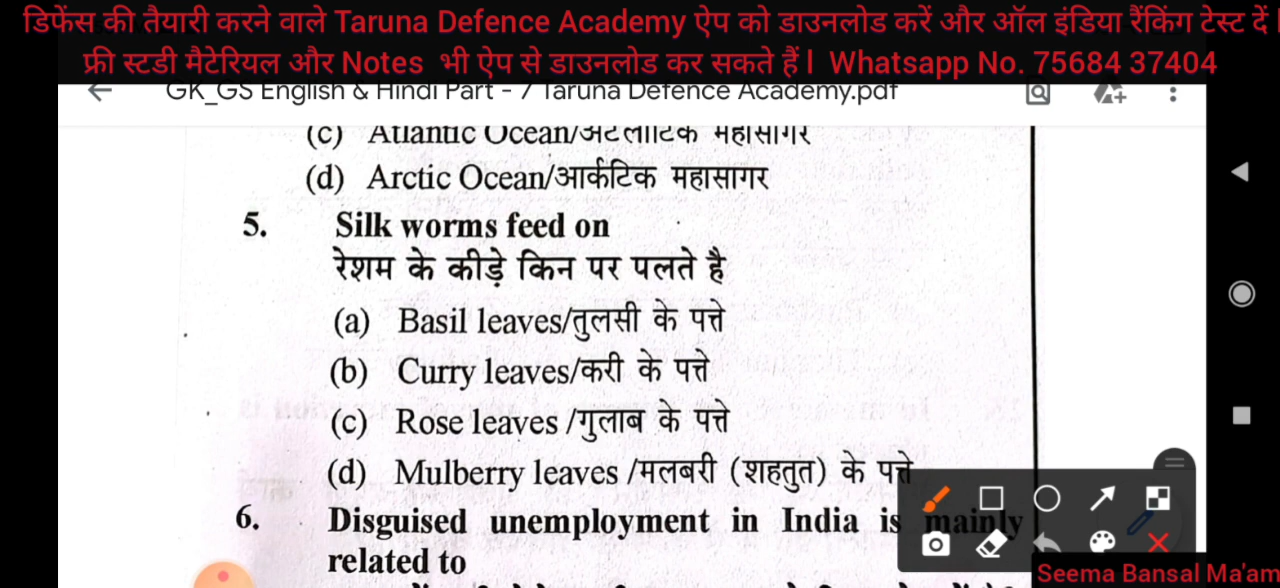 डिफेंस की तैयारी करने वाले Taruna Defence Academy ऐप को डाउनलोड करें और ऑल इंडिया रैंकिंग टेस्ट दें l
फ्री स्टडी मैटेरियल और Notes भी ऐप से डाउनलोड कर सकते हैं l Whatsapp No. 75684 37404
GK_GS English & Hindi Part - 7 Taruna Defence Academy.pdf
(c) Atlantic Ocean/अटलांटिक महासागर
(d) Arctic Ocean/आर्कटिक महासागर
5. Silk worms feed on
रेशम के कीड़े किन पर पलते है
(a) Basil leaves/तुलसी के पत्ते
(b) Curry leaves/करी के पत्ते
(c) Rose leaves /गुलाब के पत्ते
(d) Mulberry leaves /मलबरी (शहतुत) के पत्ते
6. Disguised unemployment in India is mainly
related to
Seema Bansal Ma'am